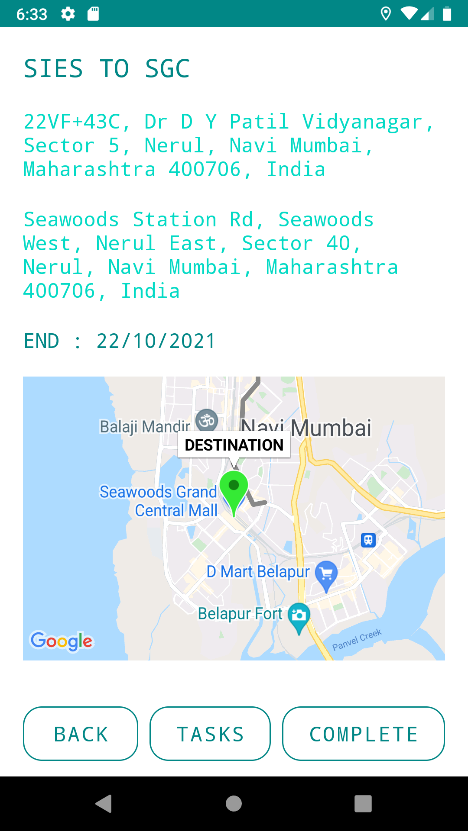 6:33
SIES TO SGC
22VF+43C, Dr D Y Patil Vidyanagar,
Sector 5, Nerul, Navi Mumbai,
Maharashtra 400706, India
Seawoods Station Rd, Seawoods
West, Nerul East, Sector 40,
Nerul, Navi Mumbai, Maharashtra
400706, India
END : 22/10/2021
Balaji Mandir
Navi Mumbai
DESTINATION
Seawoods Grand
Central Mall
D Mart Belapur
Belapur Fort
Panvel Creek
Google
BACK
TASKS
COMPLETE